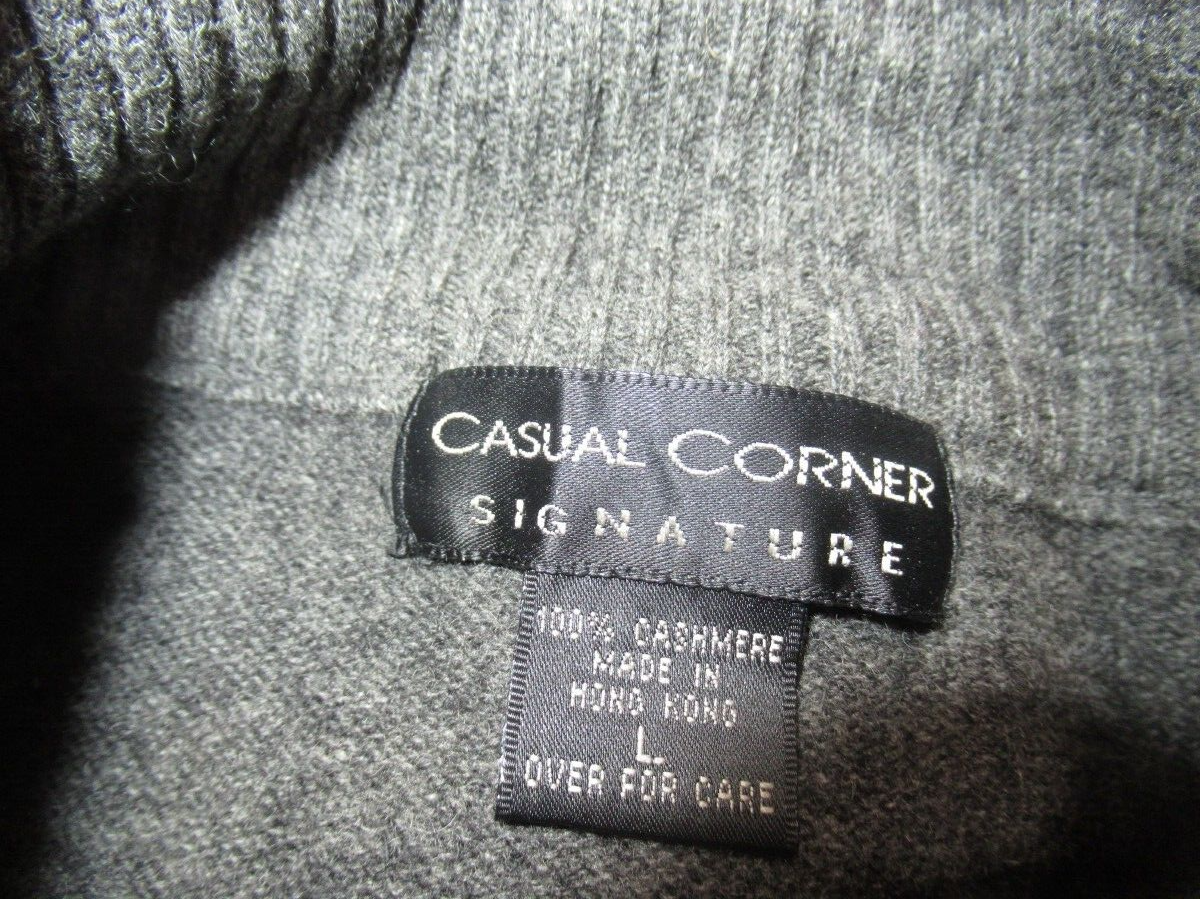 CASUAL CORNER
SIGNATURE
100% CASHMERE
MADE IN
HONG KONG
L.
OVER FOR CARE